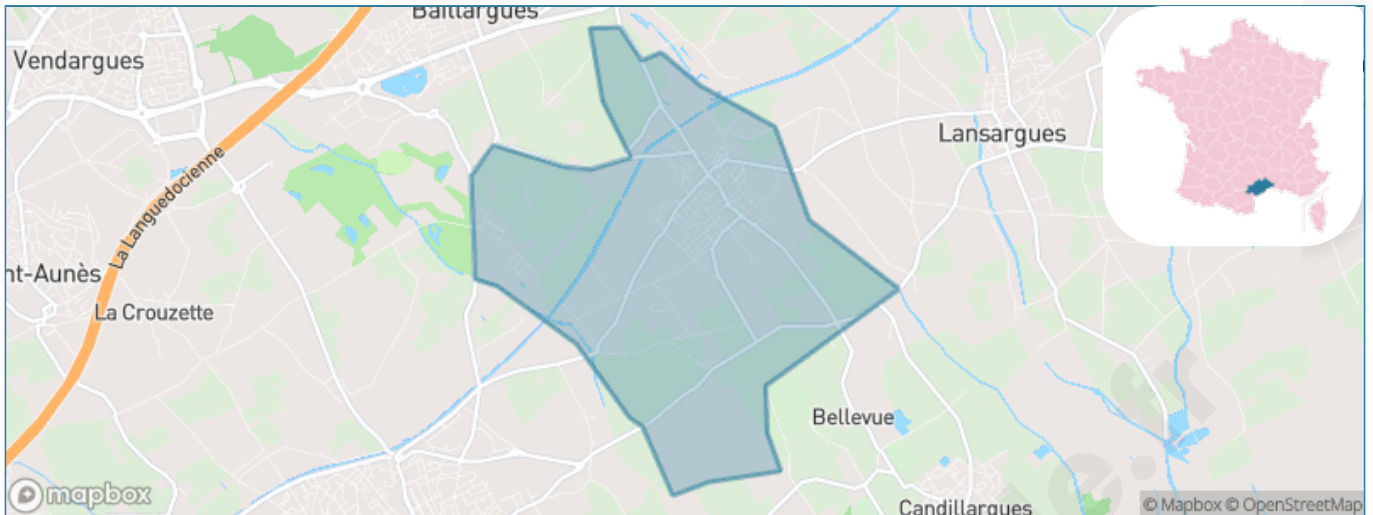 Baillargues
Vendargues
Lansargues
La Languedocienne
nt-Aunès
La Crouzette
Bellevue
Candillargues
mapbox
© Mapbox © OpenStreetMap